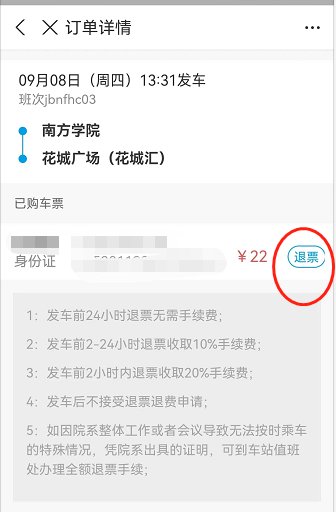 订单详情
09月08日（周四）13:31发车
班次jbnfhc03
南方学院
花城广场（花城汇）
已购车票
身份证
￥22 退票
1：发车前24小时退票无需手续费；
2：发车前2-24小时退票收取10%手续费；
3：发车前2小时内退票收取20%手续费；
4：发车后不接受退票退费申请；
5：如因院系整体工作或者会议导致无法按时乘车
的特殊情况，凭院系出具的证明，可到车站值班
处办理全额退票手续；